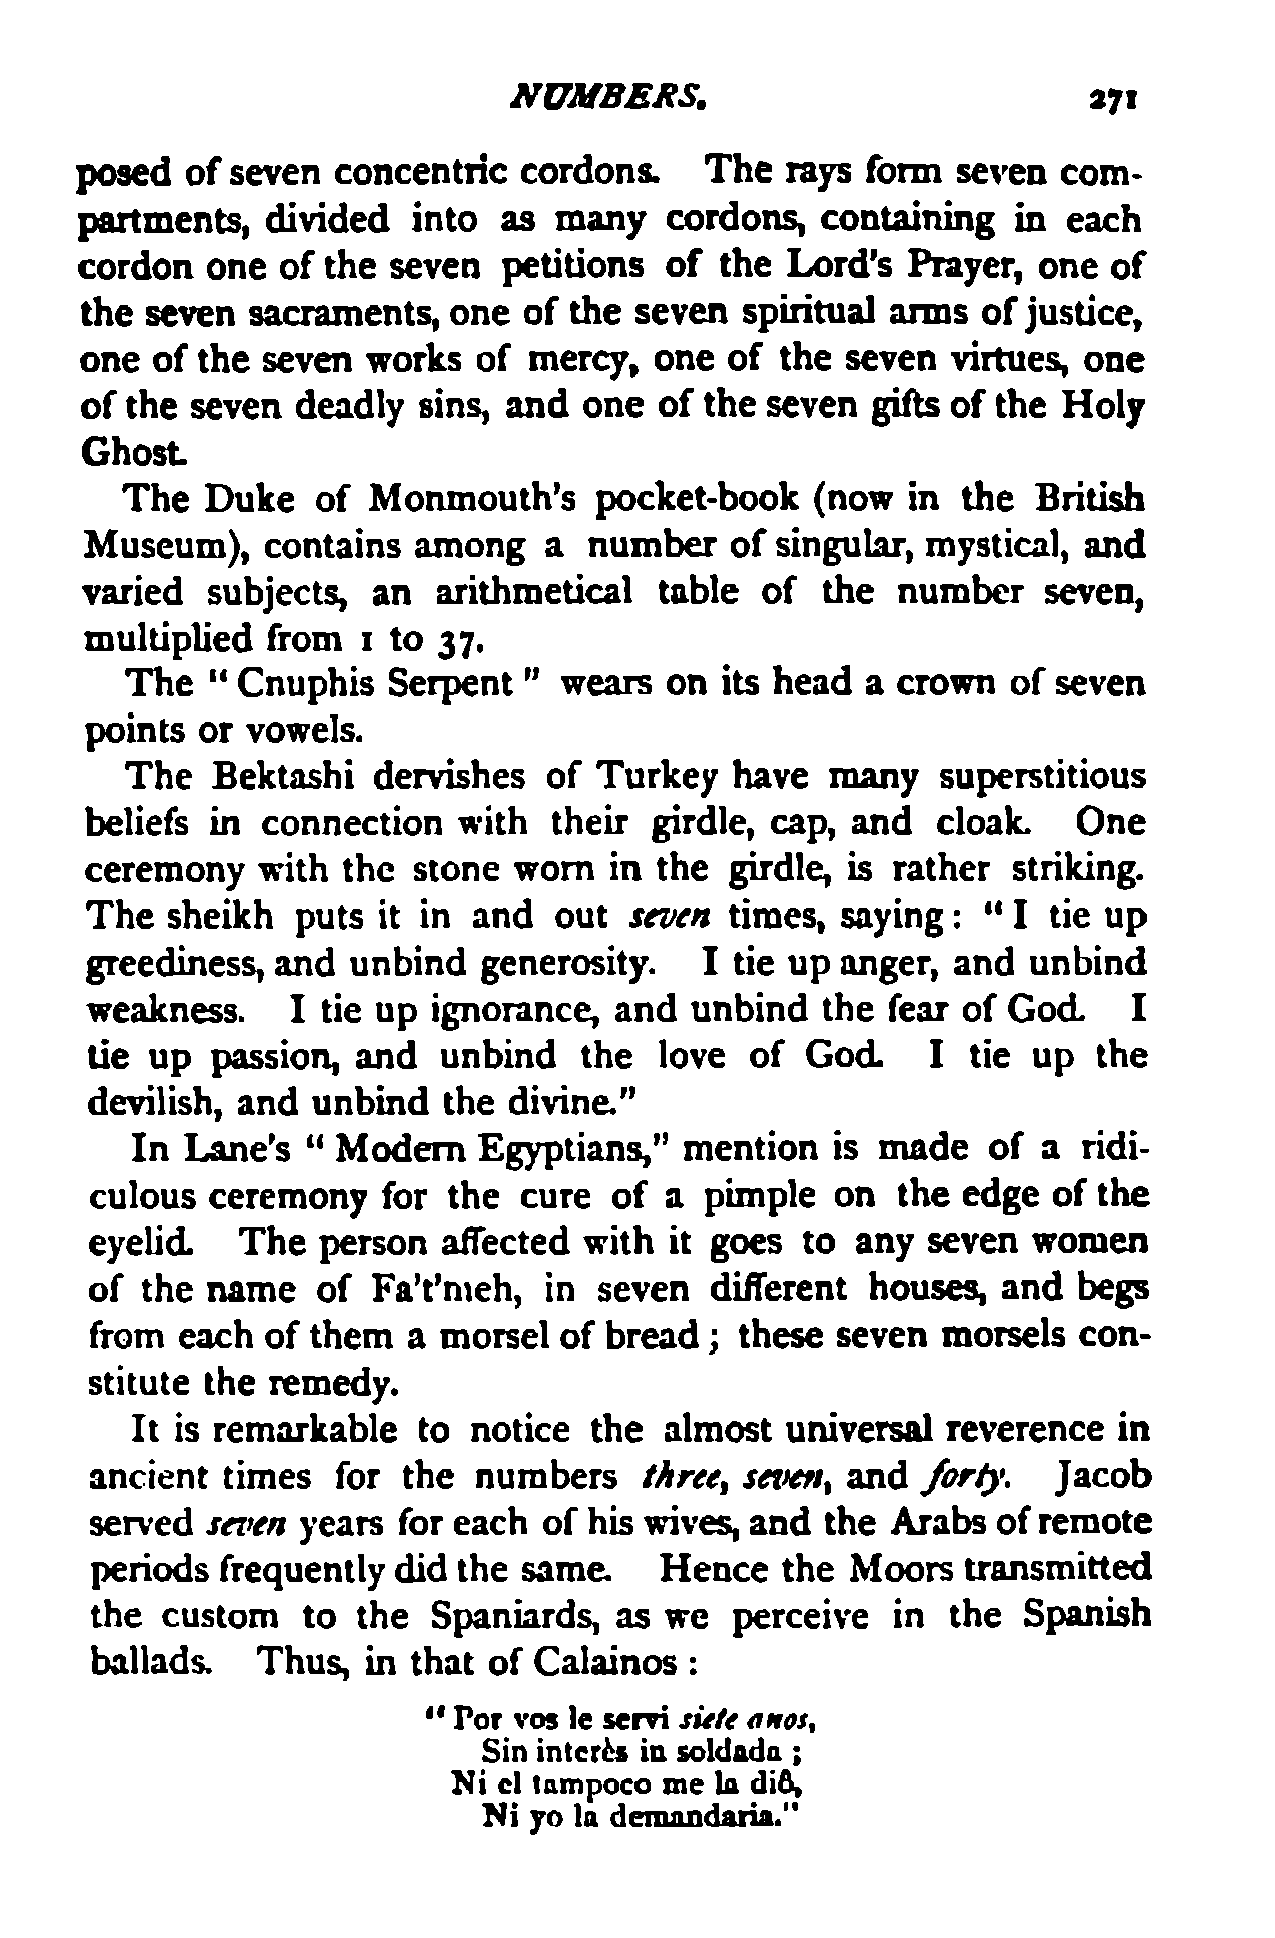 NUMBERS. 271
posed of seven concentric cordons. The rays form seven com-
partments, divided into as many cordons, containing in each
cordon one of the seven petitions of the Lord's Prayer, one of
the seven sacraments, one of the seven spiritual arms of justice,
one of the seven works of mercy, one of the seven virtues, one
of the seven deadly sins, and one of the seven gifts of the Holy
Ghost.
The Duke of Monmouth's pocket-book (now in the British
Museum), contains among a number of singular, mystical, and
varied subjects, an arithmetical table of the number seven,
multiplied from 1 to 37.
The " Cnuphis Serpent " wears on its head a crown of seven
points or vowels.
The Bektashi dervishes of Turkey have many superstitious
beliefs in connection with their girdle, cap, and cloak. One
ceremony with the stone worn in the girdle, is rather striking.
The sheikh puts it in and out seven times, saying : " I tie up
greediness, and unbind generosity. I tie up anger, and unbind
weakness. I tie up ignorance, and unbind the fear of God. I
tie up passion, and unbind the love of God. I tie up the
devilish, and unbind the divine."
In Lane's " Modern Egyptians," mention is made of a ridi-
culous ceremony for the cure of a pimple on the edge of the
eyelid. The person affected with it goes to any seven women
of the name of Fa't'meh, in seven different houses, and begs
from each of them a morsel of bread ; these seven morsels con-
stitute the remedy.
It is remarkable to notice the almost universal reverence in
ancient times for the numbers three, seven, and forty. Jacob
served seven years for each of his wives, and the Arabs of remote
periods frequently did the same. Hence the Moors transmitted
the custom to the Spaniards, as we perceive in the Spanish
ballads. Thus, in that of Calainos :
" Por vos le servi siete anos,
Sin interès in soldada ;
Ni el tampoco me la diô,
Ni yo la demandaria."